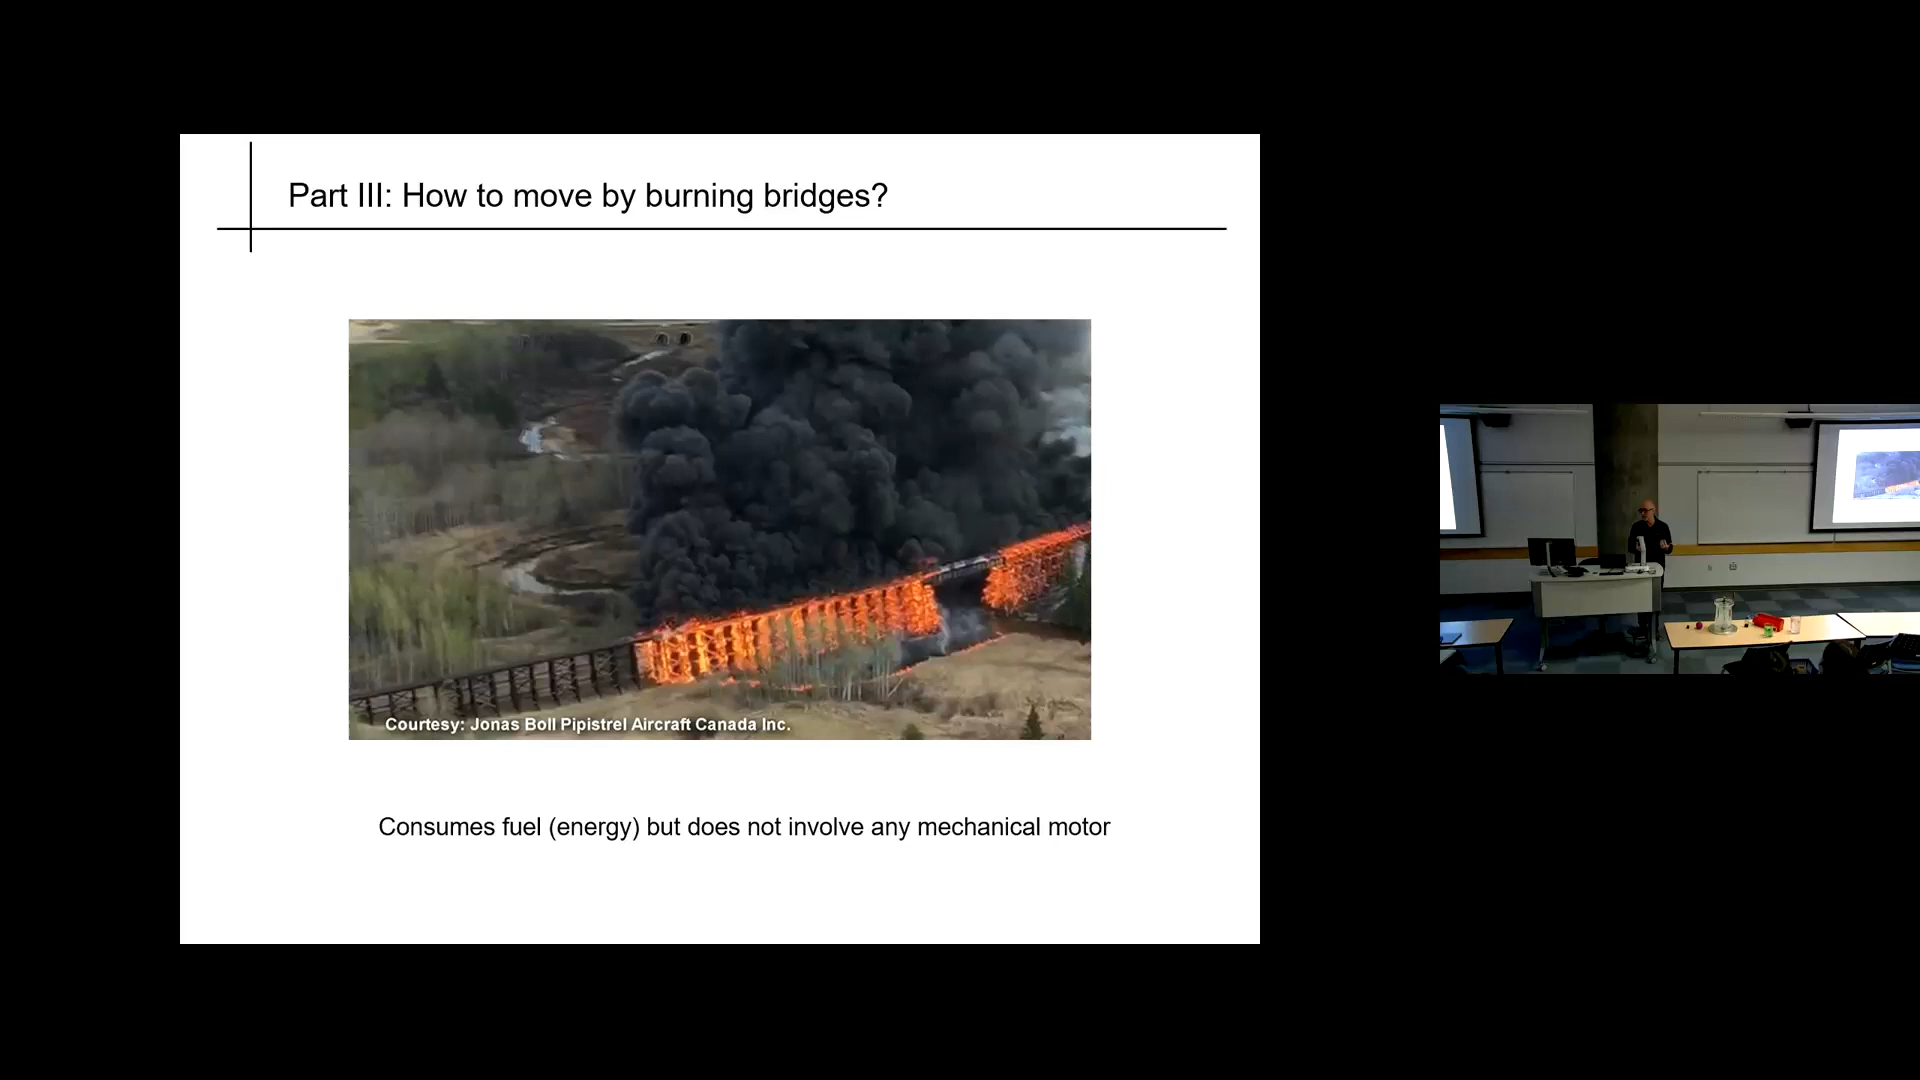 Part III: How to move by burning bridges?
Courtesy: Jonas Boll Pipistrel Aircraft Canada Inc.
Consumes fuel (energy) but does not involve any mechanical motor